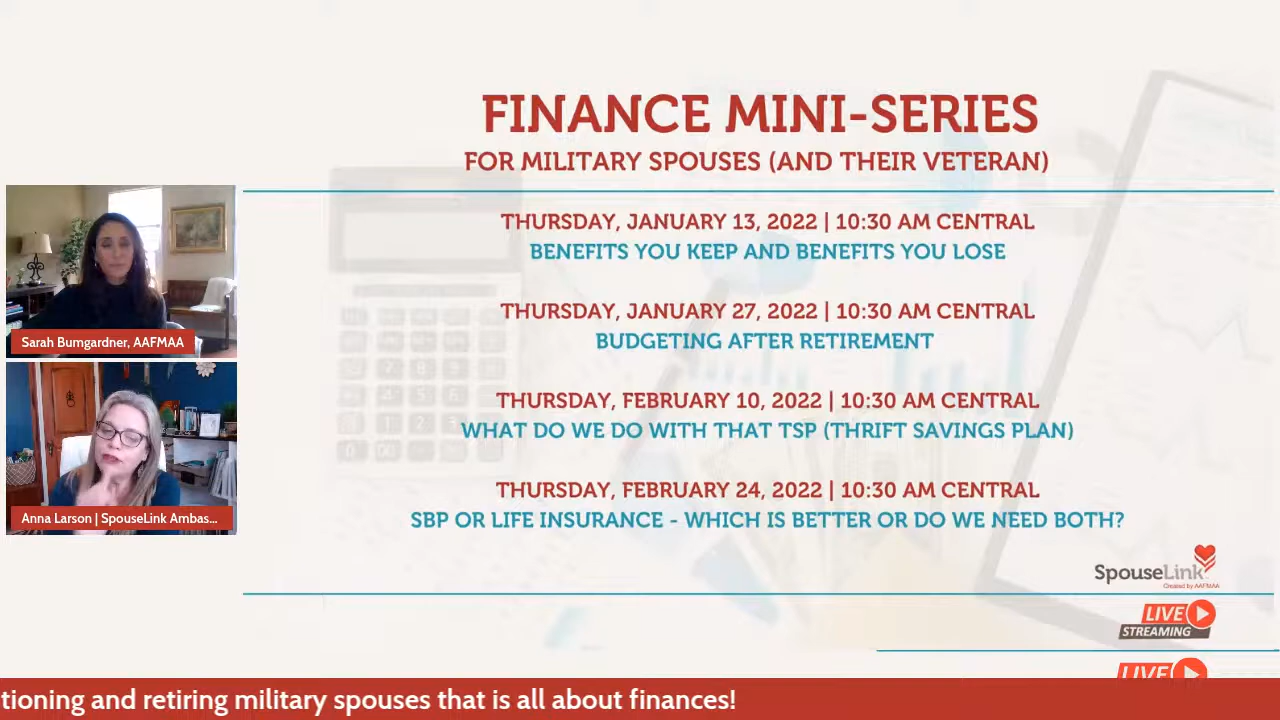 FINANCE MINI-SERIES
FOR MILITARY SPOUSES (AND THEIR VETERAN)
THURSDAY, JANUARY 13, 2022 | 10:30 AM CENTRAL
BENEFITS YOU KEEP AND BENEFITS YOU LOSE
THURSDAY, JANUARY 27, 2022 | 10:30 AM CENTRAL
BUDGETING AFTER RETIREMENT
THURSDAY, FEBRUARY 10, 2022 | 10:30 AM CENTRAL
WHAT DO WE DO WITH THAT TSP (THRIFT SAVINGS PLAN)
THURSDAY, FEBRUARY 24, 2022 | 10:30 AM CENTRAL
SBP OR LIFE INSURANCE - WHICH IS BETTER OR DO WE NEED BOTH?
Sarah Bumgardner, AAFMAA
Anna Larson | SpouseLink Ambas...
SpouseLink
Created by AAFMAA
LIVE
STREAMING
LIVE
tioning and retiring military spouses that is all about finances!